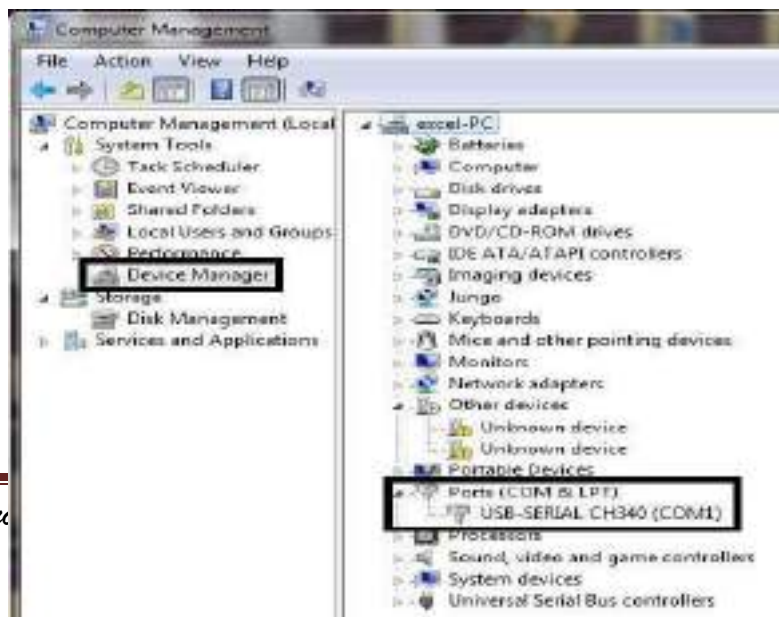 Computer Management
File Action View Help
Computer Management (Local
System Tools
Tack Scheduler
Event Viewer
Shared Folders
Local Users and Groups
Performance
Device Manager
Storage
Disk Management
Services and Applications
excel-PC
Batteries
Computer
Disk drives
Display adapters
DVD/CD-ROM drives
IDE ATA/ATAPI controllers
Imaging devices
Jungo
Keyboards
Mice and other pointing devices
Monitors
Network adapters
Other devices
Unknown device
Unknown device
Portable Devices
Ports (COM & LPT)
USB-SERIAL CH340 (COM1)
Processors
Sound, video and game controllers
System devices
Universal Serial Bus controllers